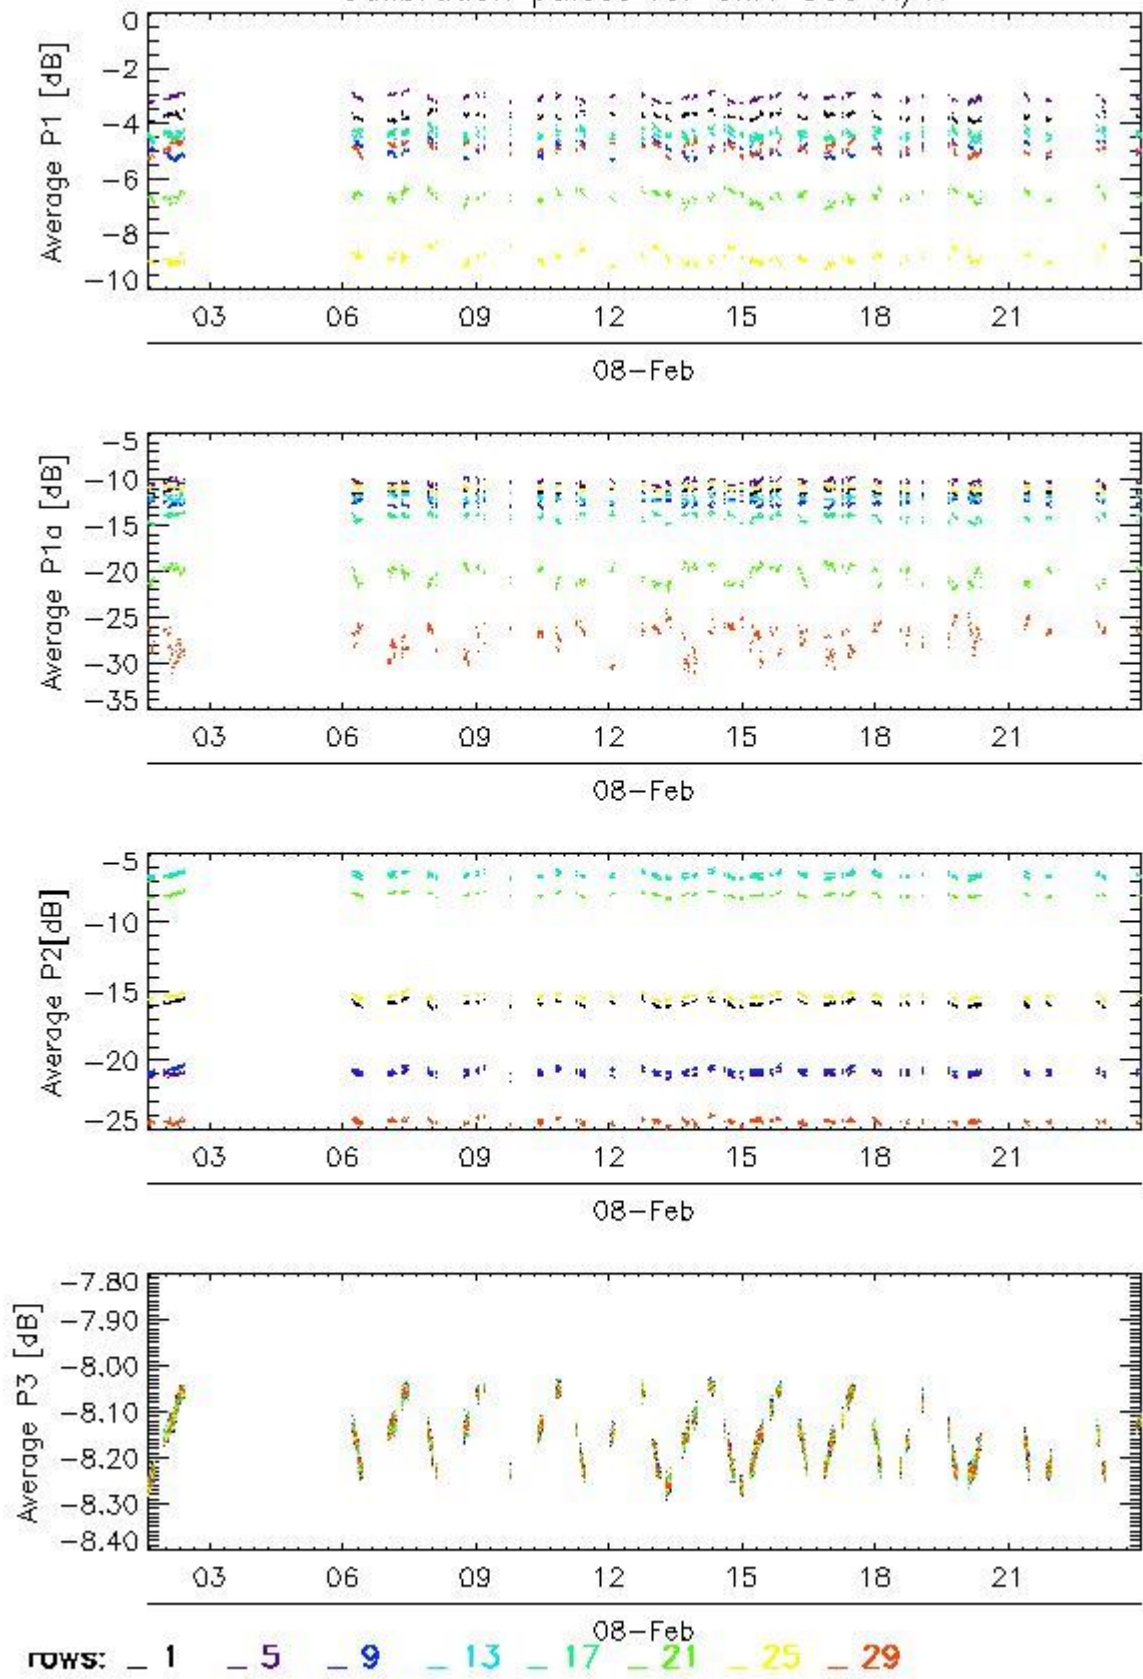 0
−2
−4
−6
−8
−10
Average P1 [dB]
03 06 09 12 15 18 21
08−Feb
−5
−10
−15
−20
−25
−30
−35
Average P1a [dB]
03 06 09 12 15 18 21
08−Feb
−5
−10
−15
−20
−25
Average P2[dB]
03 06 09 12 15 18 21
08−Feb
−7.80
−7.90
−8.00
−8.10
−8.20
−8.30
−8.40
Average P3 [dB]
03 06 09 12 15 18 21
08−Feb
rows: _ 1 _ 5 _ 9 _ 13 _ 17 _ 21 _ 25 _ 29